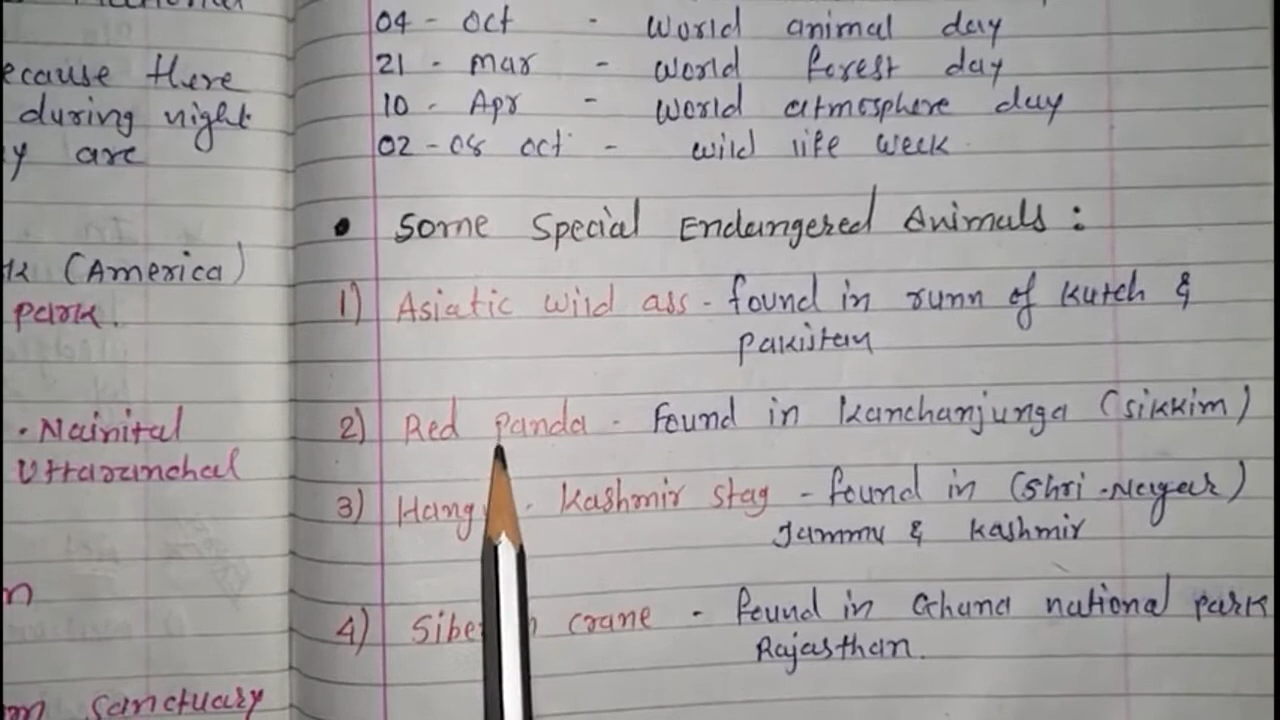 ecause there
during night
y are
K (America)
park.
. Nainital
Uttaranchal
n
m sanctuary
04 - Oct - World animal day
21 - Mar - World forest day
10 - Apr - World atmosphere day
02 - 08 Oct - wild life week
• Some Special Endangered Animals :
1) Asiatic wild ass - found in runn of Kutch &
Pakistan
2) Red Panda - Found in Kanchanjunga (Sikkim)
3) Hang - Kashmir stag - found in (Shri-Nagar)
Jammu & Kashmir
4) Sibe n crane - found in Ghana national park
Rajasthan.